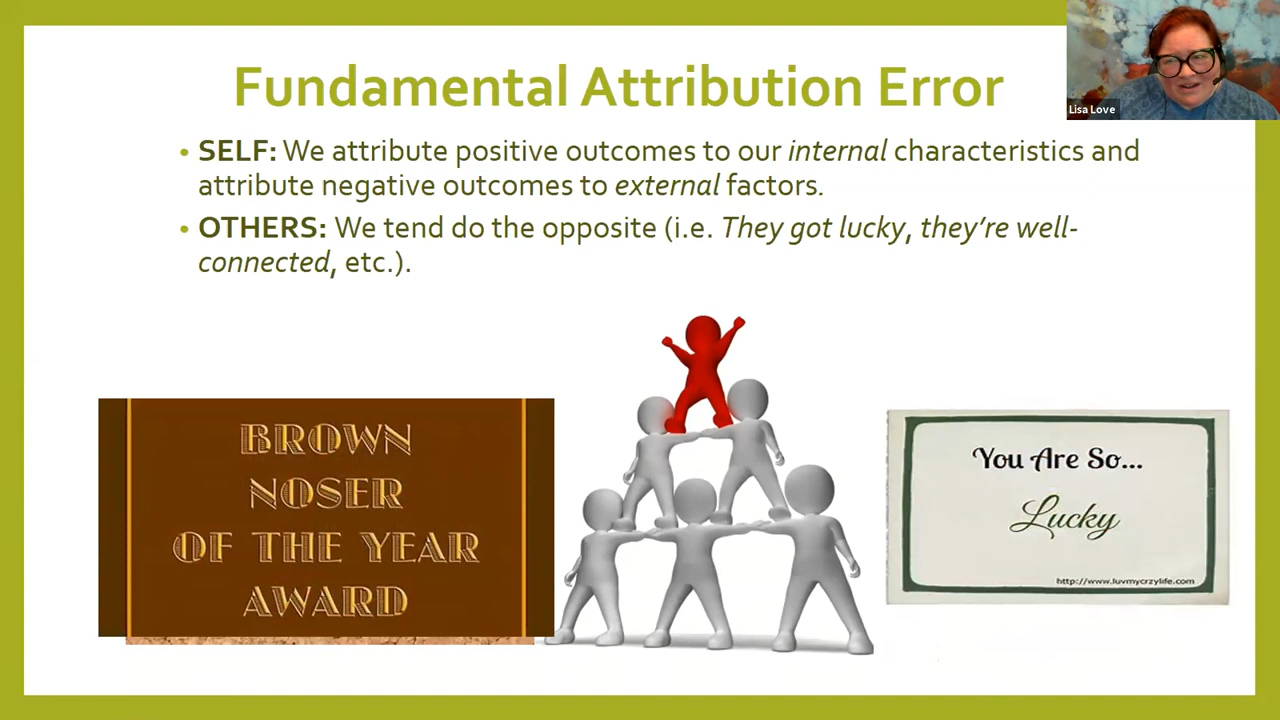 Fundamental Attribution Error
Lisa Love
• SELF: We attribute positive outcomes to our internal characteristics and
attribute negative outcomes to external factors.
• OTHERS: We tend do the opposite (i.e. They got lucky, they're well-
connected, etc.).
BROWN
NOSER
OF THE YEAR
AWARD
You Are So...
Lucky
http://www.luvmycrzylife.com